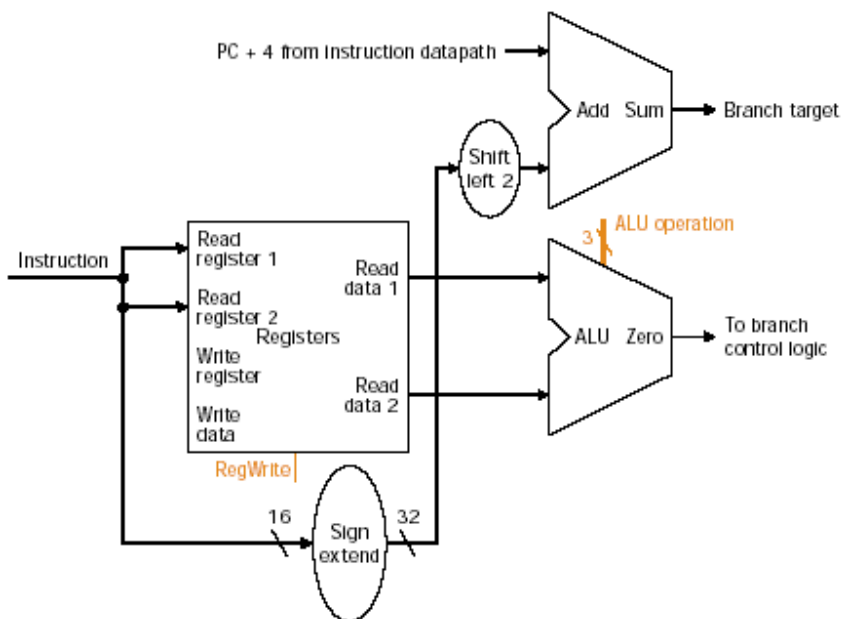 PC + 4 from instruction datapath
Add Sum
Branch target
Shift
left 2
ALU operation
3
Instruction
Read
register 1
Read
data 1
Read
register 2
Registers
Write
register
Write
data
Read
data 2
ALU Zero
To branch
control logic
RegWrite
16
Sign
extend
32